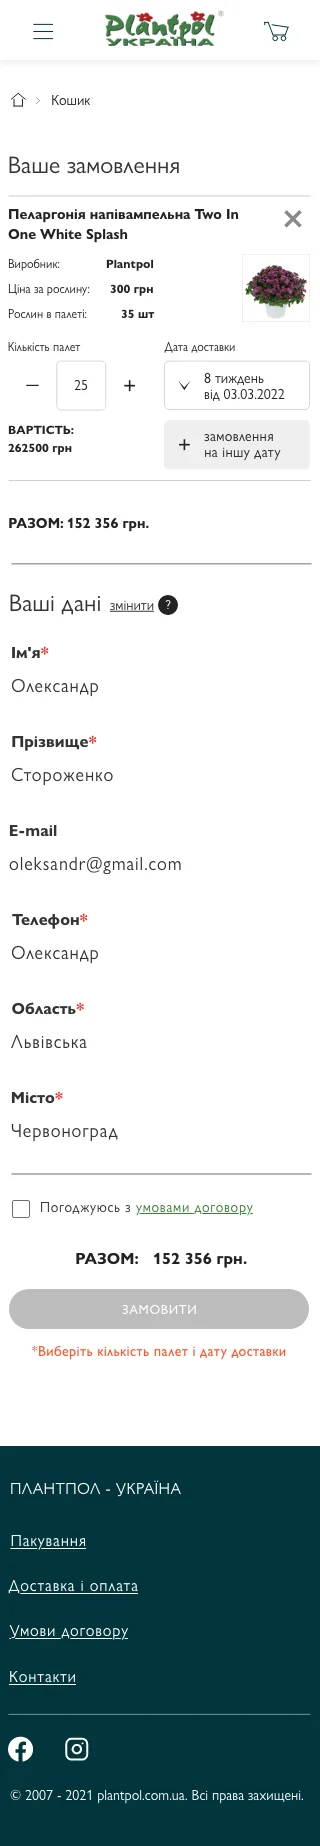 Plantpol ®
УКРАЇНА
Кошик
Ваше замовлення
Пеларгонія напівампельна Two In
One White Splash
Виробник: Plantpol
Ціна за рослину: 300 грн
Рослин в палеті: 35 шт
Кількість палет
Дата доставки
− 25 +
8 тиждень
від 03.03.2022
ВАРТІСТЬ:
262500 грн
+ замовлення
на іншу дату
РАЗОМ: 152 356 грн.
Ваші дані змінити ?
Ім'я*
Олександр
Прізвище*
Стороженко
E-mail
oleksandr@gmail.com
Телефон*
Олександр
Область*
Львівська
Місто*
Червоноград
Погоджуюсь з умовами договору
РАЗОМ: 152 356 грн.
ЗАМОВИТИ
*Виберіть кількість палет і дату доставки
ПЛАНТПОЛ - УКРАЇНА
Пакування
Доставка і оплата
Умови договору
Контакти
© 2007 - 2021 plantpol.com.ua. Всі права захищені.